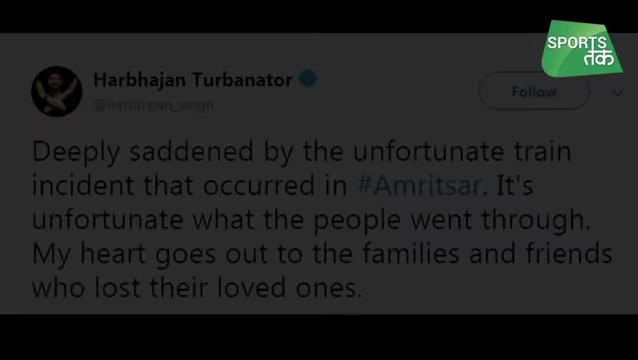 SPORTS
तक
Harbhajan Turbanator
@harbhajan_singh
Follow
Deeply saddened by the unfortunate train
incident that occurred in #Amritsar. It's
unfortunate what the people went through.
My heart goes out to the families and friends
who lost their loved ones.